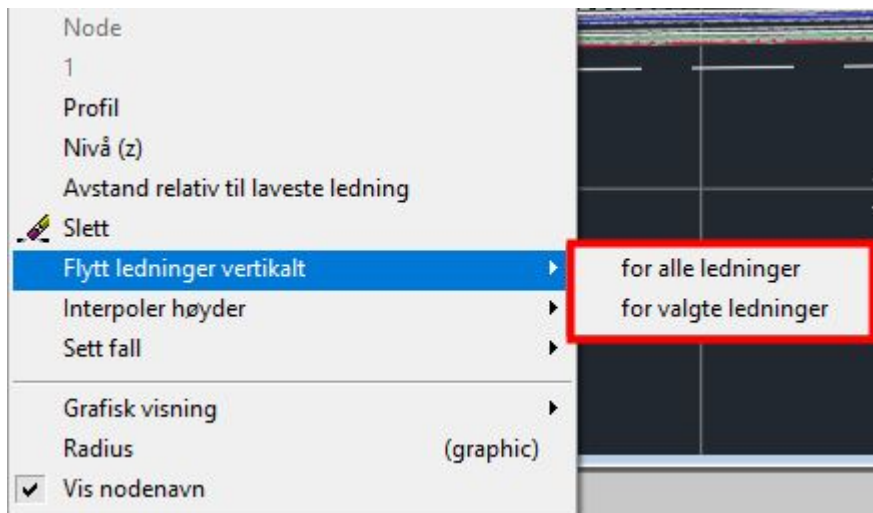 Node
1
Profil
Nivå (z)
Avstand relativ til laveste ledning
Slett
Flytt ledninger vertikalt
for alle ledninger
for valgte ledninger
Interpoler høyder
Sett fall
Grafisk visning
Radius (graphic)
Vis nodenavn